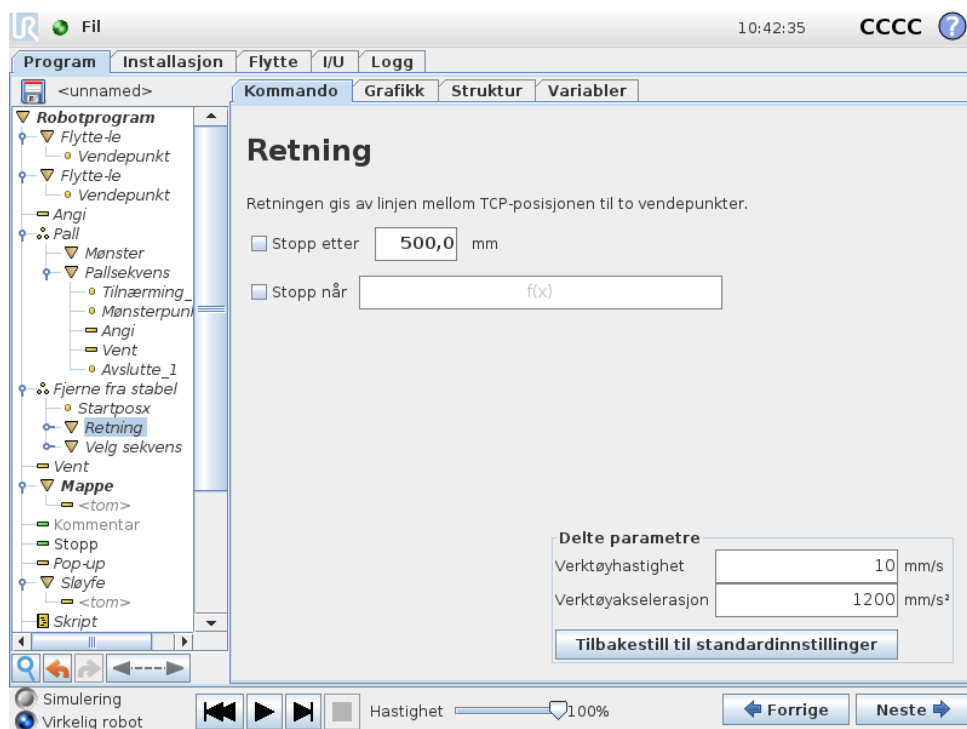 UR Fil 10:42:35 CCCC ?
Program Installasjon Flytte I/U Logg
<unnamed> Kommando Grafikk Struktur Variabler
Robotprogram
Flytte-le
Vendepunkt
Flytte-le
Vendepunkt
Angi
Pall
Mønster
Pallsekvens
Tilnærming_
Mønsterpunl
Angi
Vent
Avslutte_1
Fjerne fra stabel
Startposx
Retning
Velg sekvens
Vent
Mappe
<tom>
Kommentar
Stopp
Pop-up
Sløyfe
<tom>
Skript
Retning
Retningen gis av linjen mellom TCP-posisjonen til to vendepunkter.
Stopp etter 500,0 mm
Stopp når f(x)
Delte parametre
Verktøyhastighet 10 mm/s
Verktøyakselerasjon 1200 mm/s²
Tilbakestill til standardinnstillinger
Simulering
Virkelig robot
Hastighet 100%
Forrige Neste